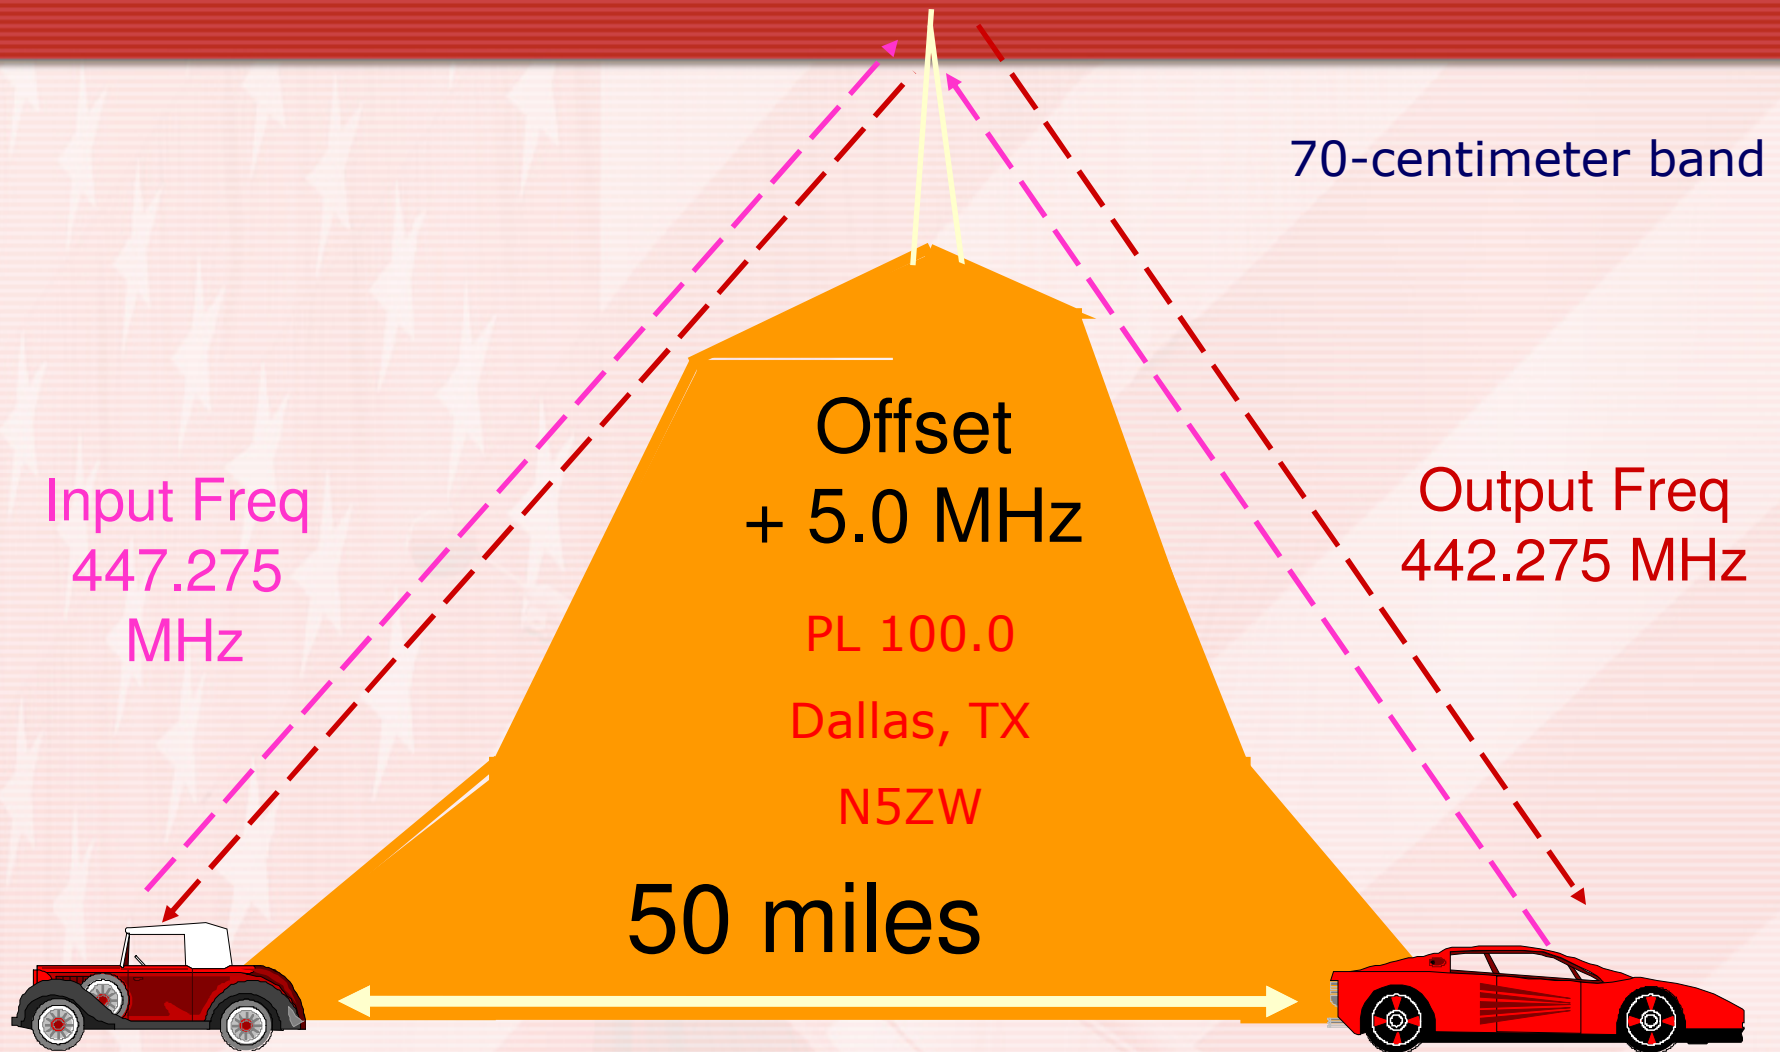 70-centimeter band
Input Freq
447.275
MHz
Offset
+ 5.0 MHz
PL 100.0
Dallas, TX
N5ZW
50 miles
Output Freq
442.275 MHz